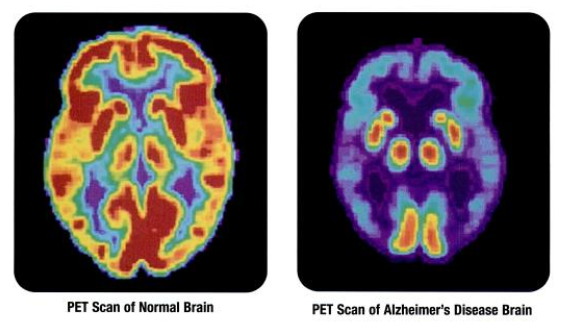 PET Scan of Normal Brain
PET Scan of Alzheimer's Disease Brain